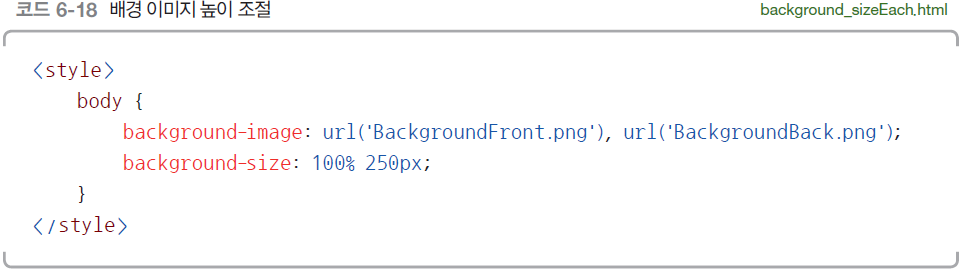 코드 6-18 배경 이미지 높이 조절 background_sizeEach.html
<style>
    body {
        background-image: url('BackgroundFront.png'), url('BackgroundBack.png');
        background-size: 100% 250px;
    }
</style>